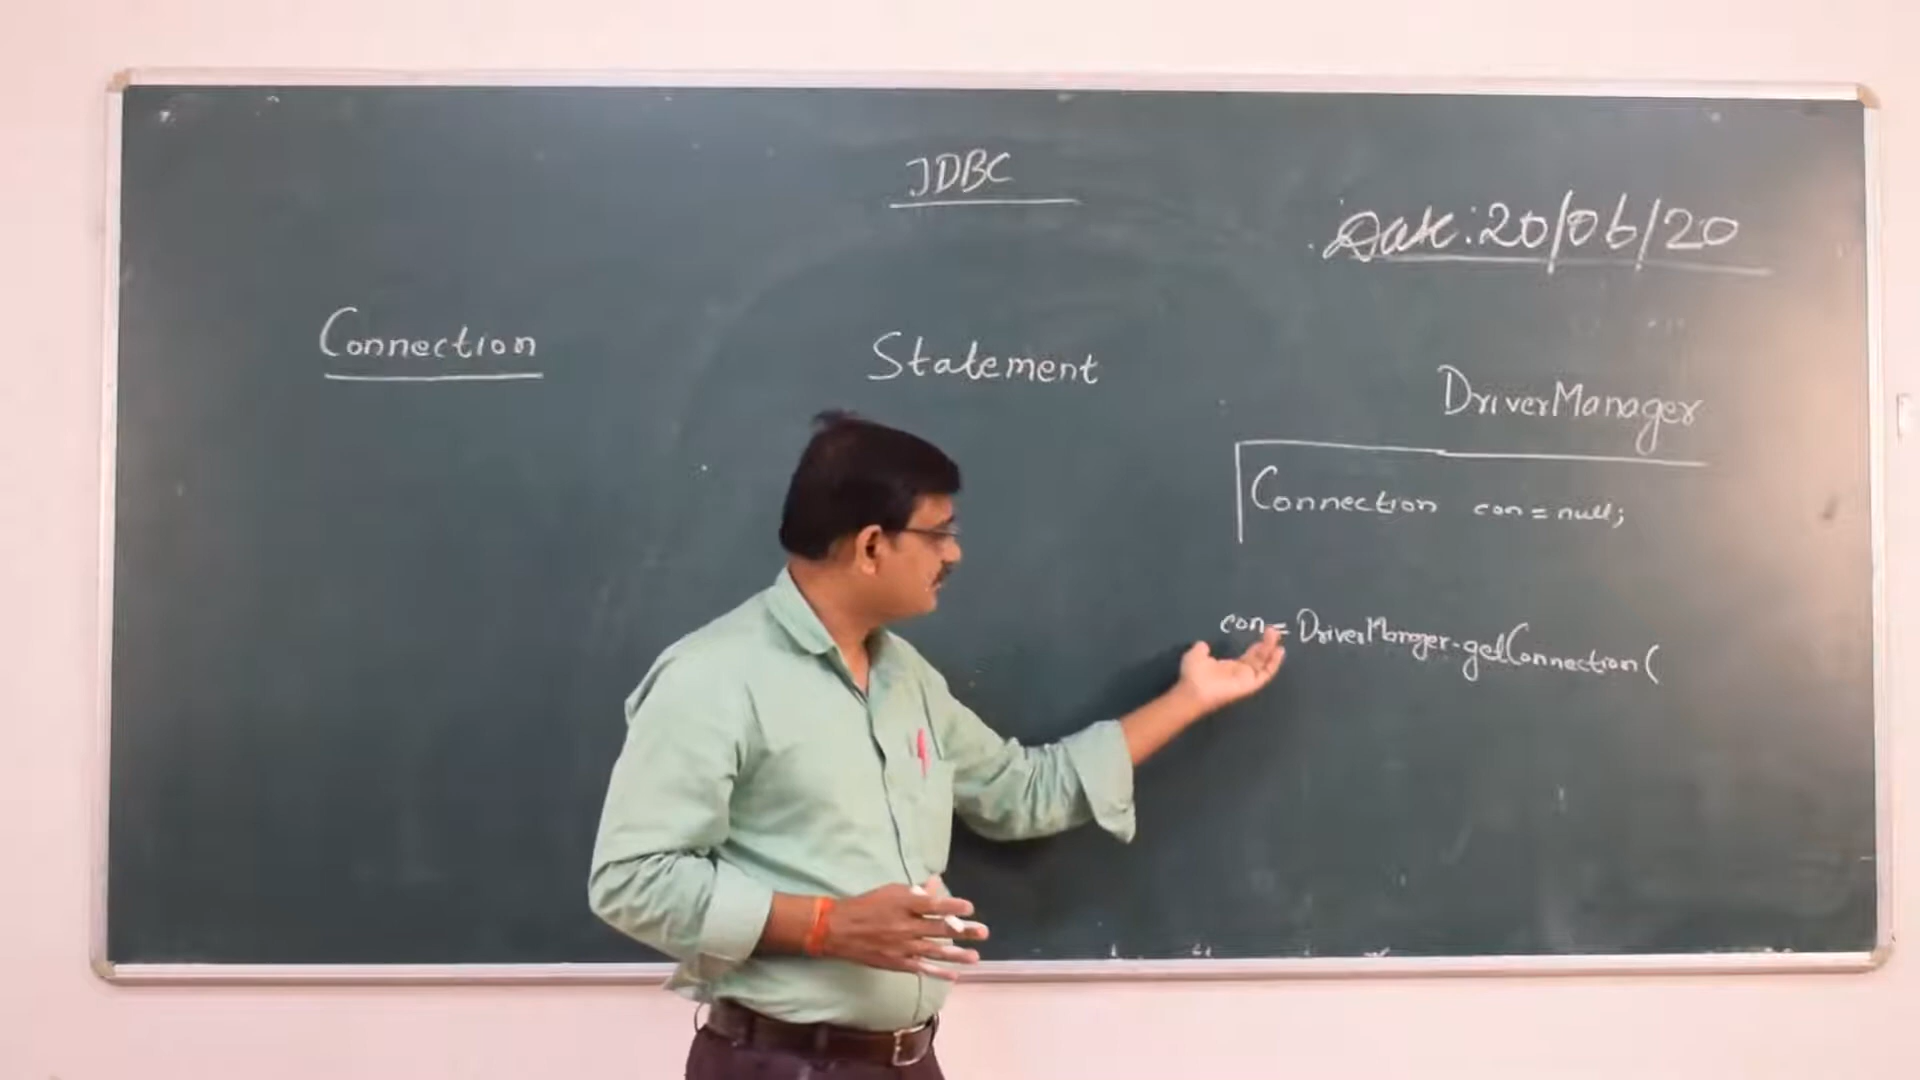 JDBC
Date: 20/06/20
Connection
Statement
DriverManager
Connection con = null;
con = DriverManager.getConnection(